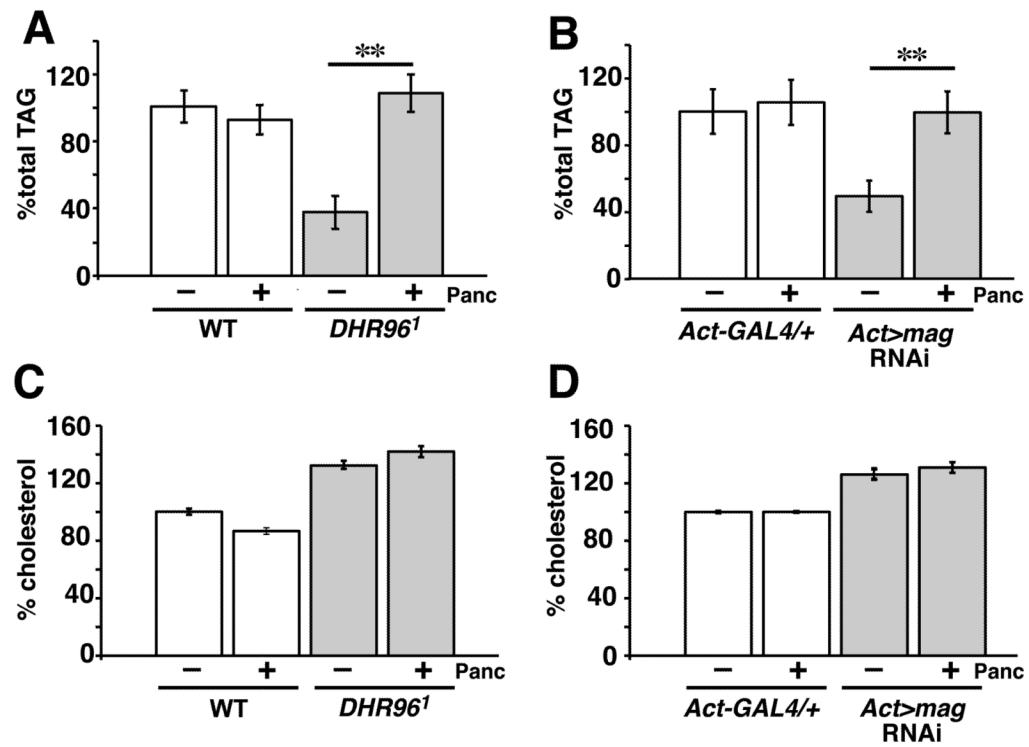 A
%total TAG
120
80
40
0
**
− + − + Panc
WT DHR96¹
B
%total TAG
120
80
40
0
**
− + − + Panc
Act-GAL4/+ Act>mag
RNAi
C
% cholesterol
160
120
80
40
0
− + − + Panc
WT DHR96¹
D
% cholesterol
160
120
80
40
0
− + − + Panc
Act-GAL4/+ Act>mag
RNAi